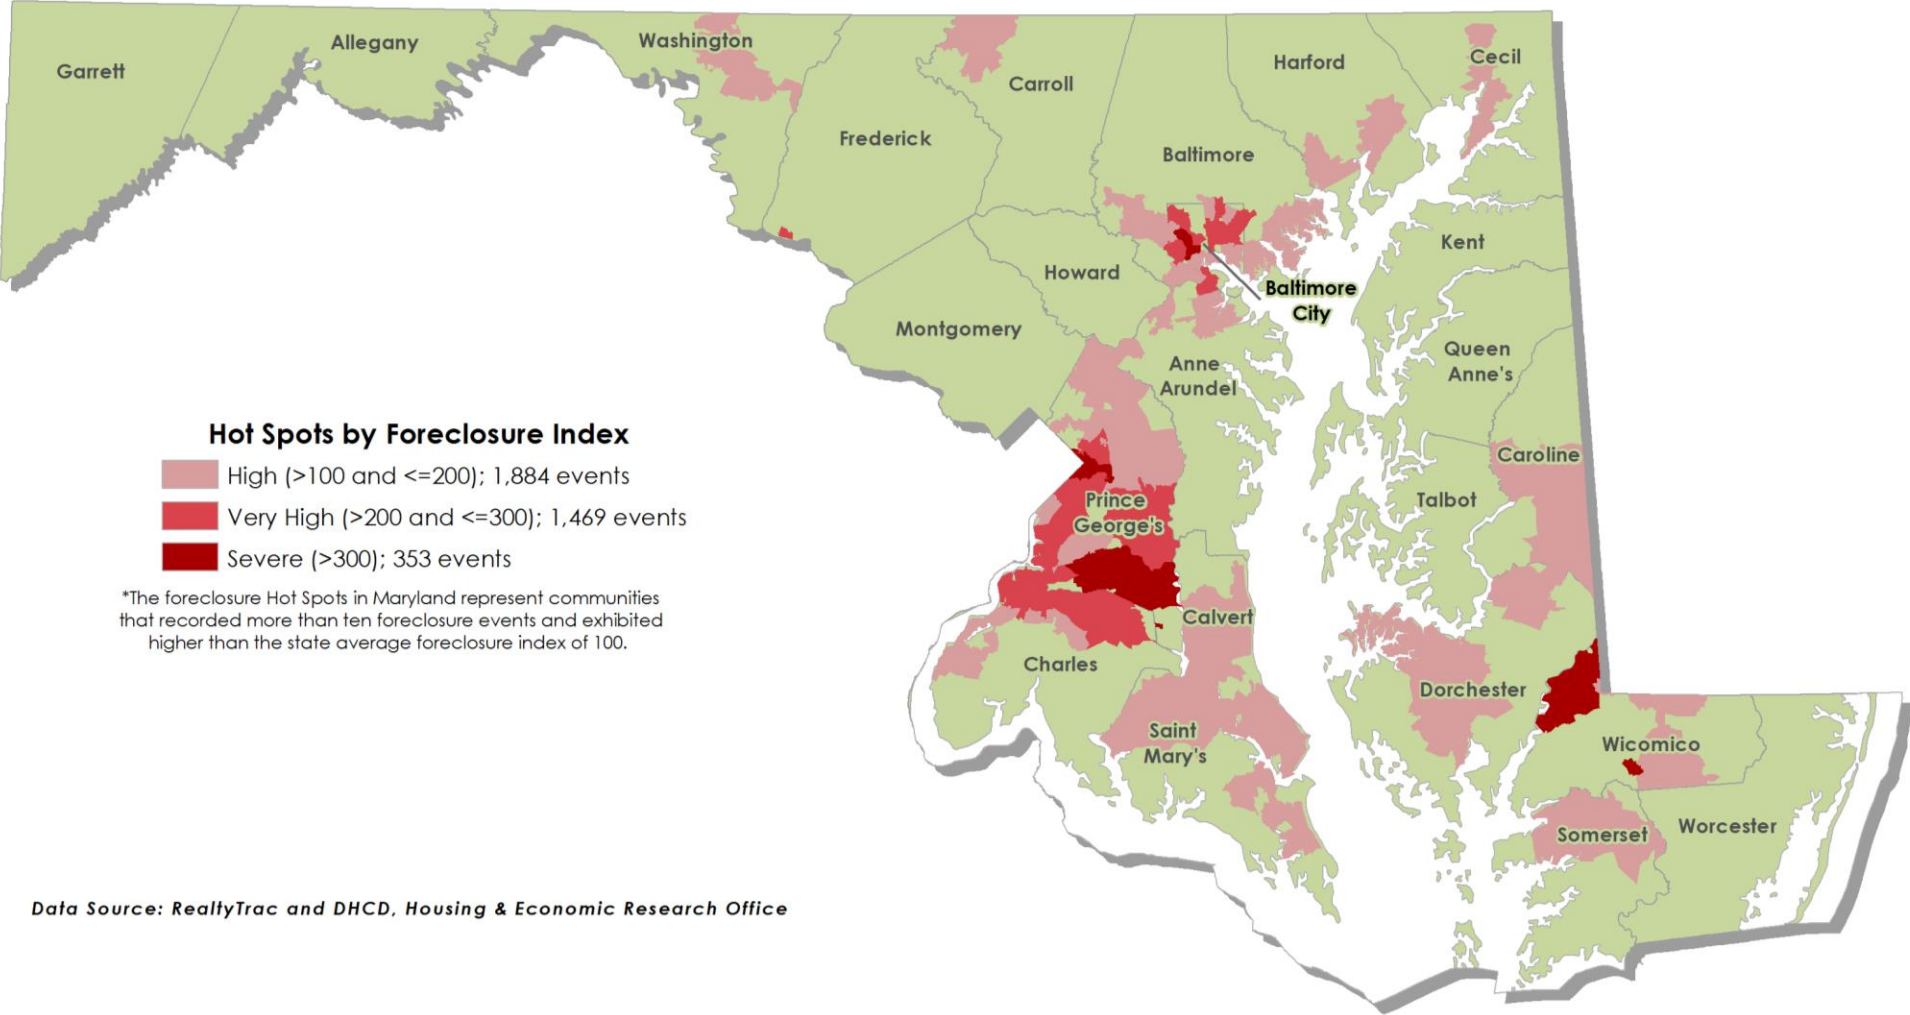 Garrett
Allegany
Washington
Frederick
Carroll
Baltimore
Harford
Cecil
Howard
Montgomery
Baltimore
City
Kent
Anne
Arundel
Queen
Anne's
Caroline
Talbot
Prince
George's
Calvert
Charles
Saint
Mary's
Dorchester
Wicomico
Somerset
Worcester
Hot Spots by Foreclosure Index
High (>100 and <=200); 1,884 events
Very High (>200 and <=300); 1,469 events
Severe (>300); 353 events
*The foreclosure Hot Spots in Maryland represent communities
that recorded more than ten foreclosure events and exhibited
higher than the state average foreclosure index of 100.
Data Source: RealtyTrac and DHCD, Housing & Economic Research Office